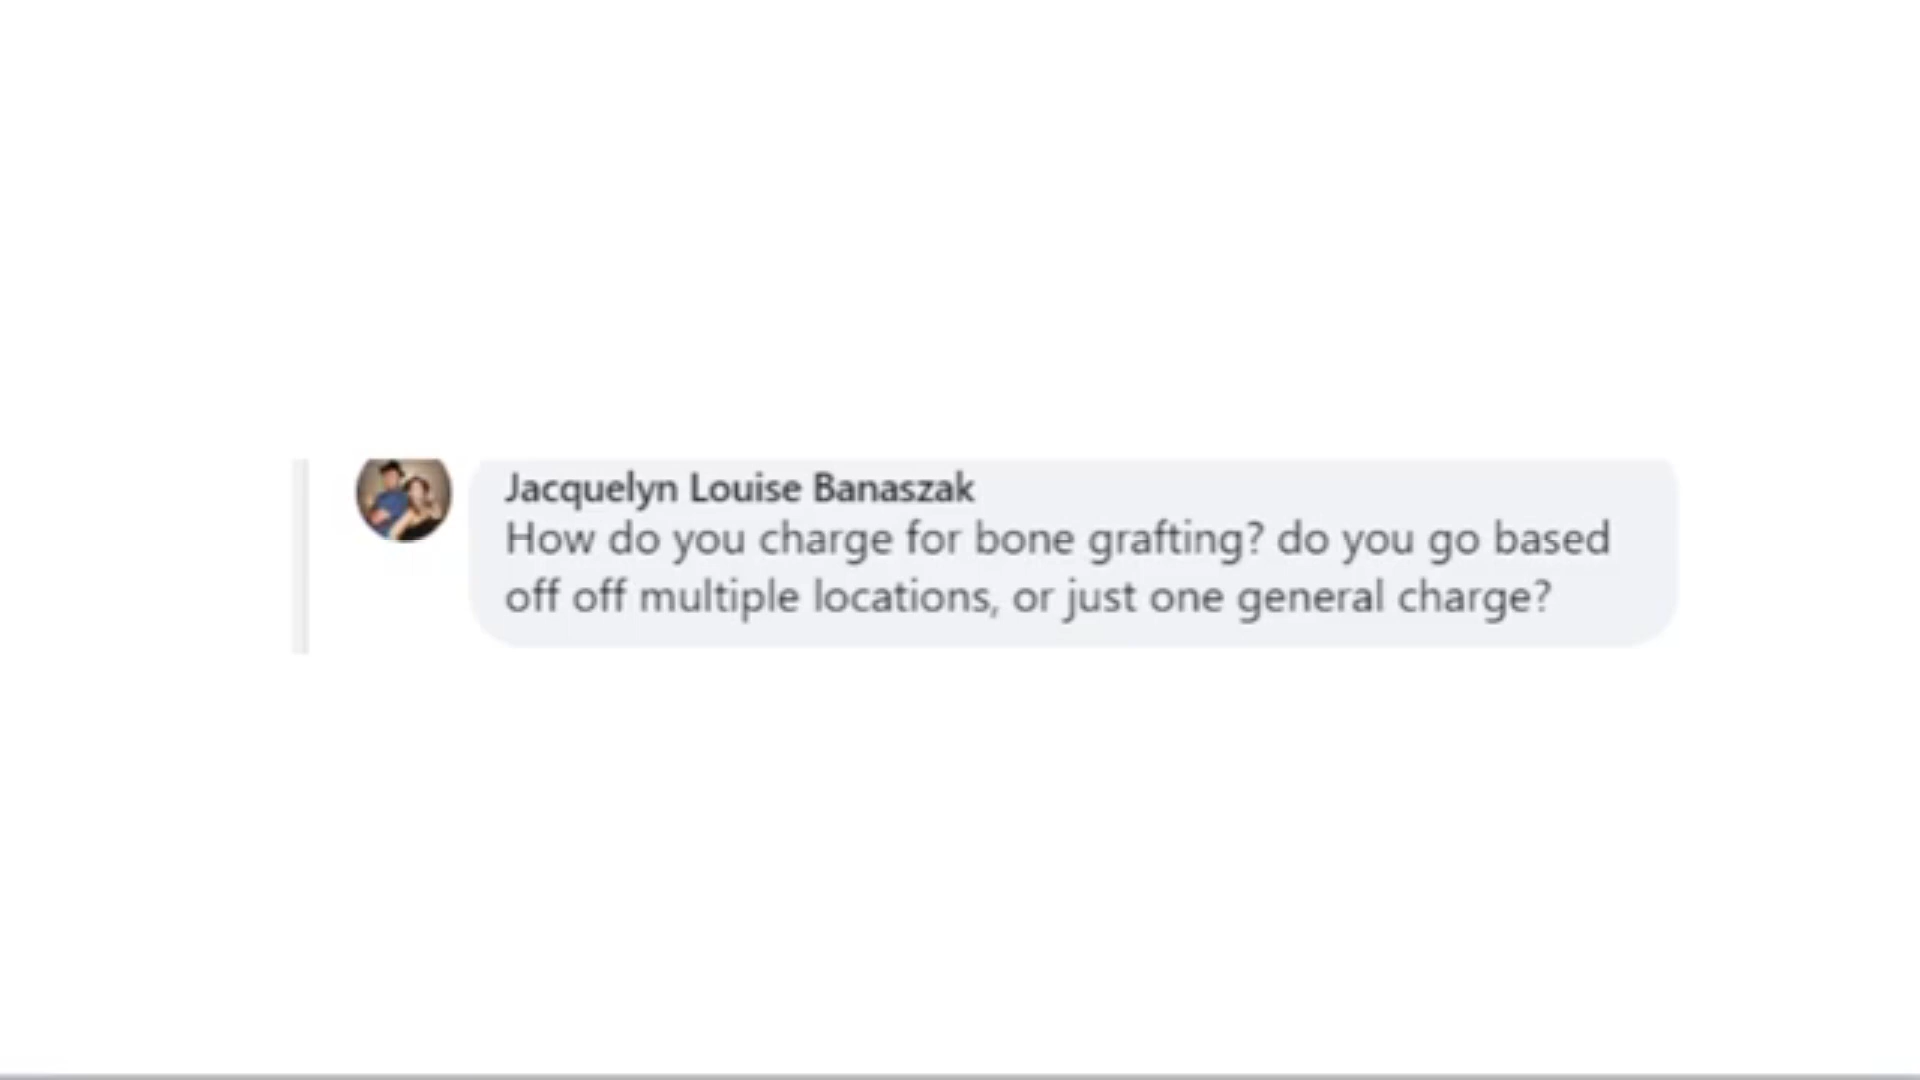 Jacquelyn Louise Banaszak
How do you charge for bone grafting? do you go based
off off multiple locations, or just one general charge?